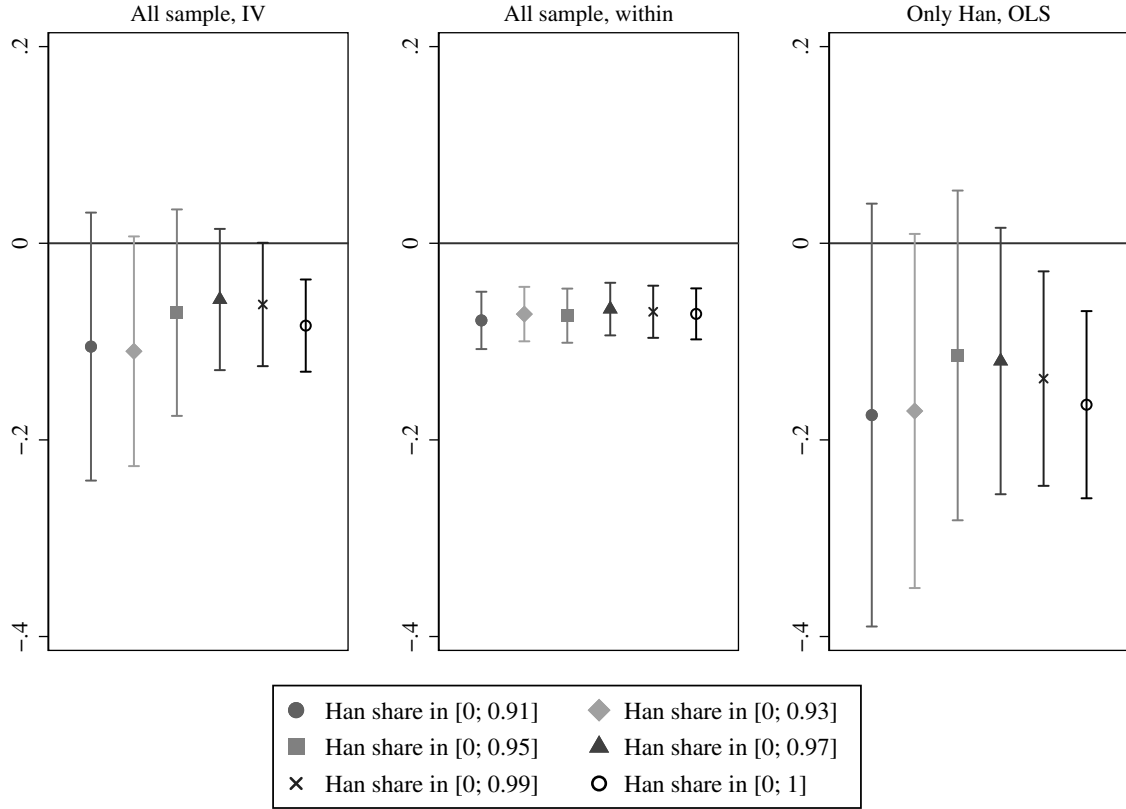 All sample, IV
.2
0
−.2
−.4
All sample, within
.2
0
−.2
−.4
Only Han, OLS
.2
0
−.2
−.4
Han share in [0; 0.91]
Han share in [0; 0.93]
Han share in [0; 0.95]
Han share in [0; 0.97]
Han share in [0; 0.99]
Han share in [0; 1]